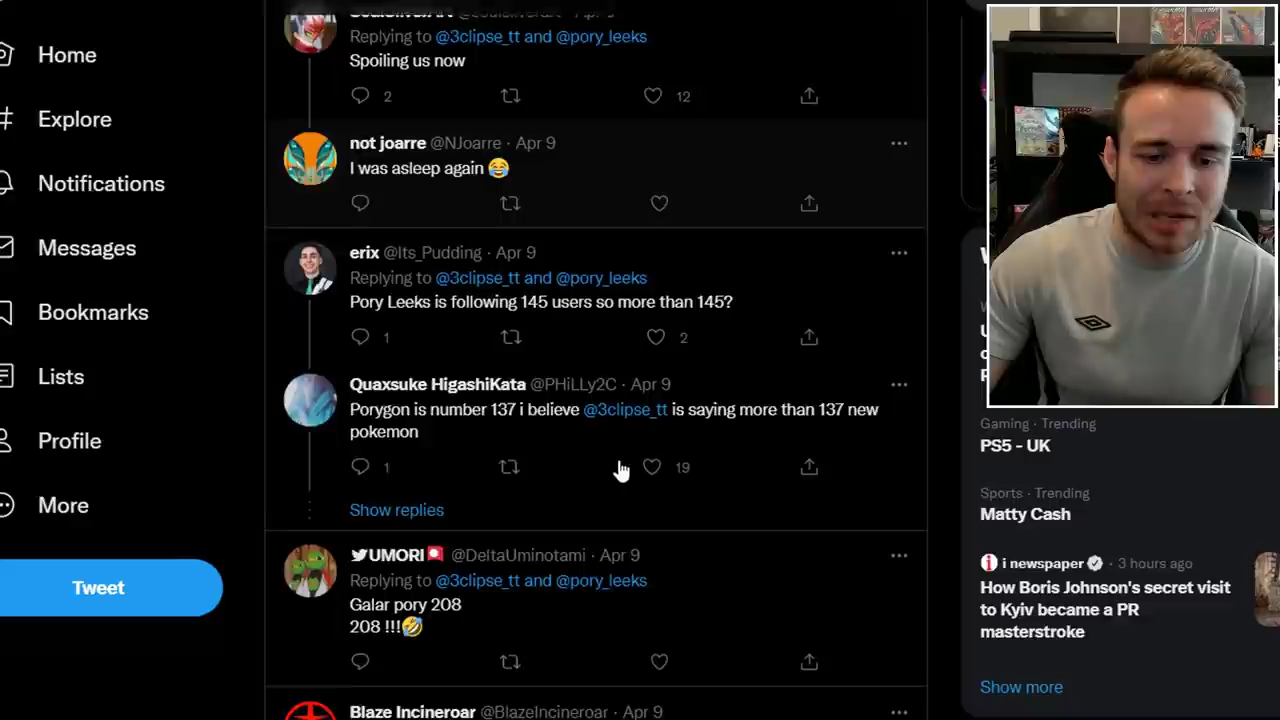 Home
Explore
Notifications
Messages
Bookmarks
Lists
Profile
More
Tweet
Replying to @3clipse_tt and @pory_leeks
Spoiling us now
2
12
not joarre @NJoarre · Apr 9
I was asleep again 😂
erix @Its_Pudding · Apr 9
Replying to @3clipse_tt and @pory_leeks
Pory Leeks is following 145 users so more than 145?
1
2
Quaxsuke HigashiKata @PHiLLy2C · Apr 9
Porygon is number 137 i believe @3clipse_tt is saying more than 137 new
pokemon
1
19
Show replies
UMORI @DeltaUminotami · Apr 9
Replying to @3clipse_tt and @pory_leeks
Galar pory 208
208 !!!🤣
Blaze Incineroar @BlazeIncineroar · Apr 9
Gaming · Trending
PS5 - UK
Sports · Trending
Matty Cash
i newspaper · 3 hours ago
How Boris Johnson's secret visit
to Kyiv became a PR
masterstroke
Show more